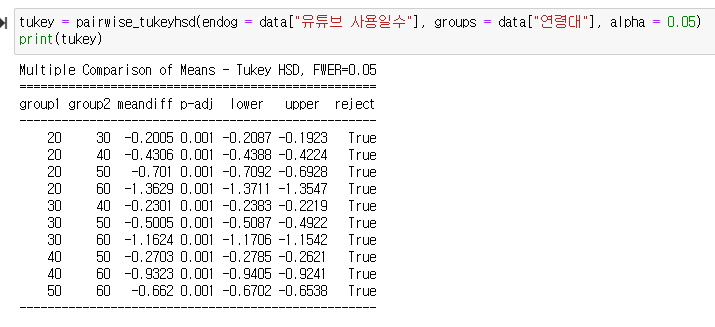 tukey = pairwise_tukeyhsd(endog = data["유튜브 사용일수"], groups = data["연령대"], alpha = 0.05)
print(tukey)
Multiple Comparison of Means - Tukey HSD, FWER=0.05
===================================================
group1 group2 meandiff p-adj lower upper reject
---------------------------------------------------
20 30 -0.2005 0.001 -0.2087 -0.1923 True
20 40 -0.4306 0.001 -0.4388 -0.4224 True
20 50 -0.701 0.001 -0.7092 -0.6928 True
20 60 -1.3629 0.001 -1.3711 -1.3547 True
30 40 -0.2301 0.001 -0.2383 -0.2219 True
30 50 -0.5005 0.001 -0.5087 -0.4922 True
30 60 -1.1624 0.001 -1.1706 -1.1542 True
40 50 -0.2703 0.001 -0.2785 -0.2621 True
40 60 -0.9323 0.001 -0.9405 -0.9241 True
50 60 -0.662 0.001 -0.6702 -0.6538 True
---------------------------------------------------